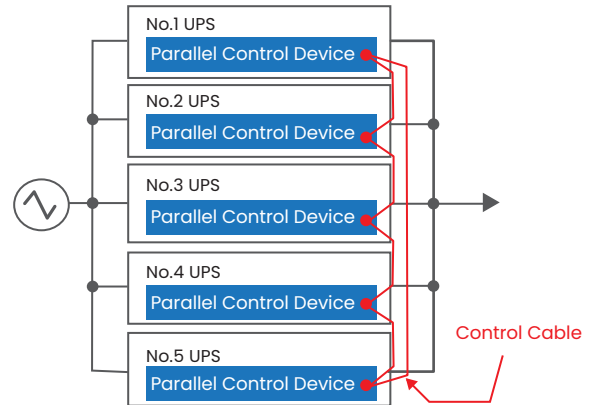 No.1 UPS
Parallel Control Device
No.2 UPS
Parallel Control Device
No.3 UPS
Parallel Control Device
No.4 UPS
Parallel Control Device
Control Cable
No.5 UPS
Parallel Control Device